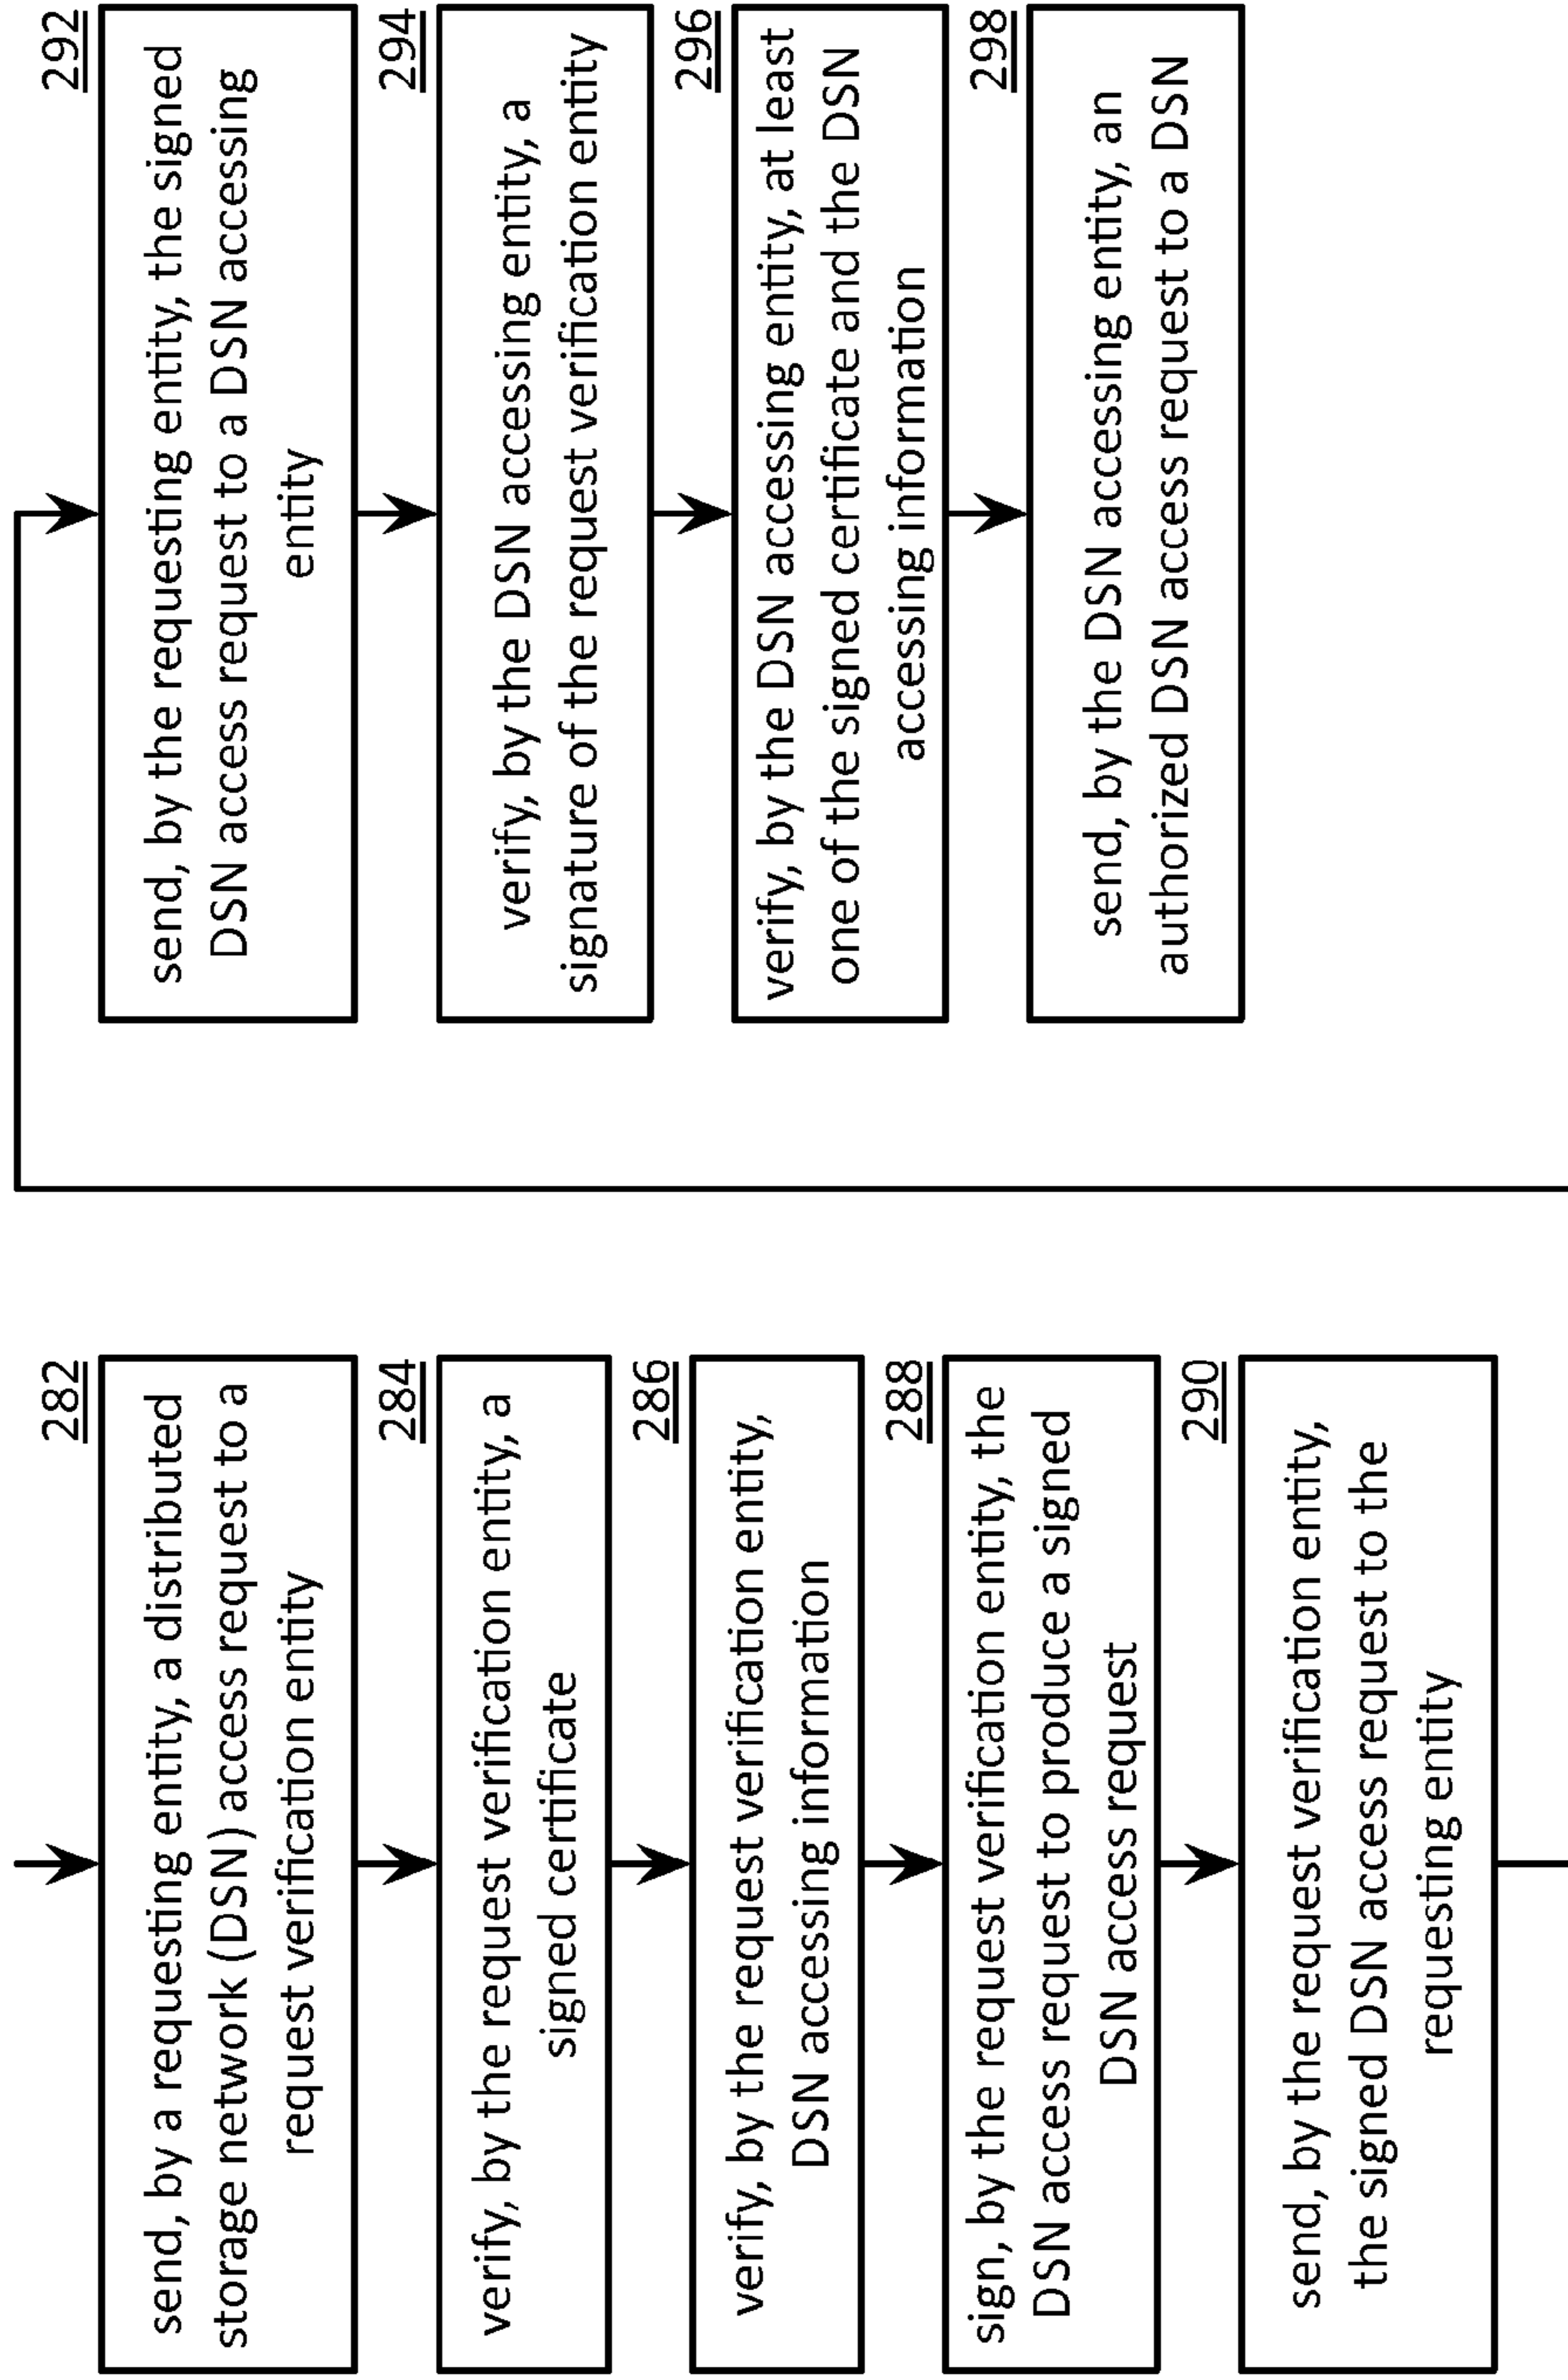 282
send, by a requesting entity, a distributed
storage network (DSN) access request to a
request verification entity
284
verify, by the request verification entity, a
signed certificate
286
verify, by the request verification entity,
DSN accessing information
288
sign, by the request verification entity, the
DSN access request to produce a signed
DSN access request
290
send, by the request verification entity,
the signed DSN access request to the
requesting entity
292
send, by the requesting entity, the signed
DSN access request to a DSN accessing
entity
294
verify, by the DSN accessing entity, a
signature of the request verification entity
296
verify, by the DSN accessing entity, at least
one of the signed certificate and the DSN
accessing information
298
send, by the DSN accessing entity, an
authorized DSN access request to a DSN